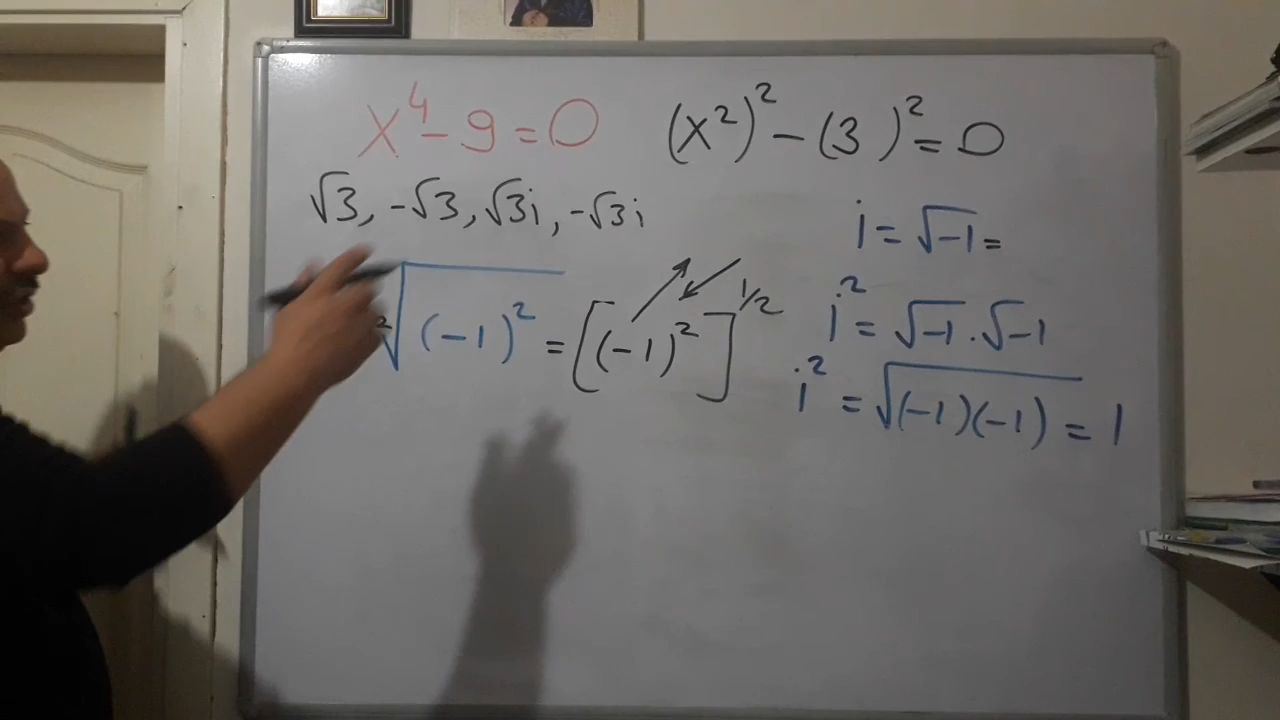 x⁴-9=0
(x²)²-(3)²=0
√3, -√3, √3i, -√3i
i=√-1=
²√(-1)² = [(-1)²]^1/2
i²=√-1.√-1
i²=√(-1)(-1)=1